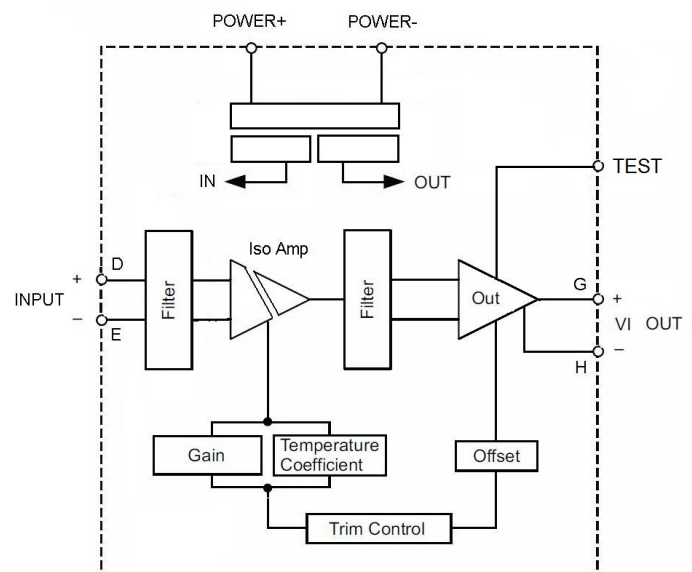 POWER+ POWER-
IN OUT
TEST
Iso Amp
D
+
INPUT
−
E
Filter
Filter
Out
G
+
VI OUT
−
H
Gain
Temperature
Coefficient
Offset
Trim Control